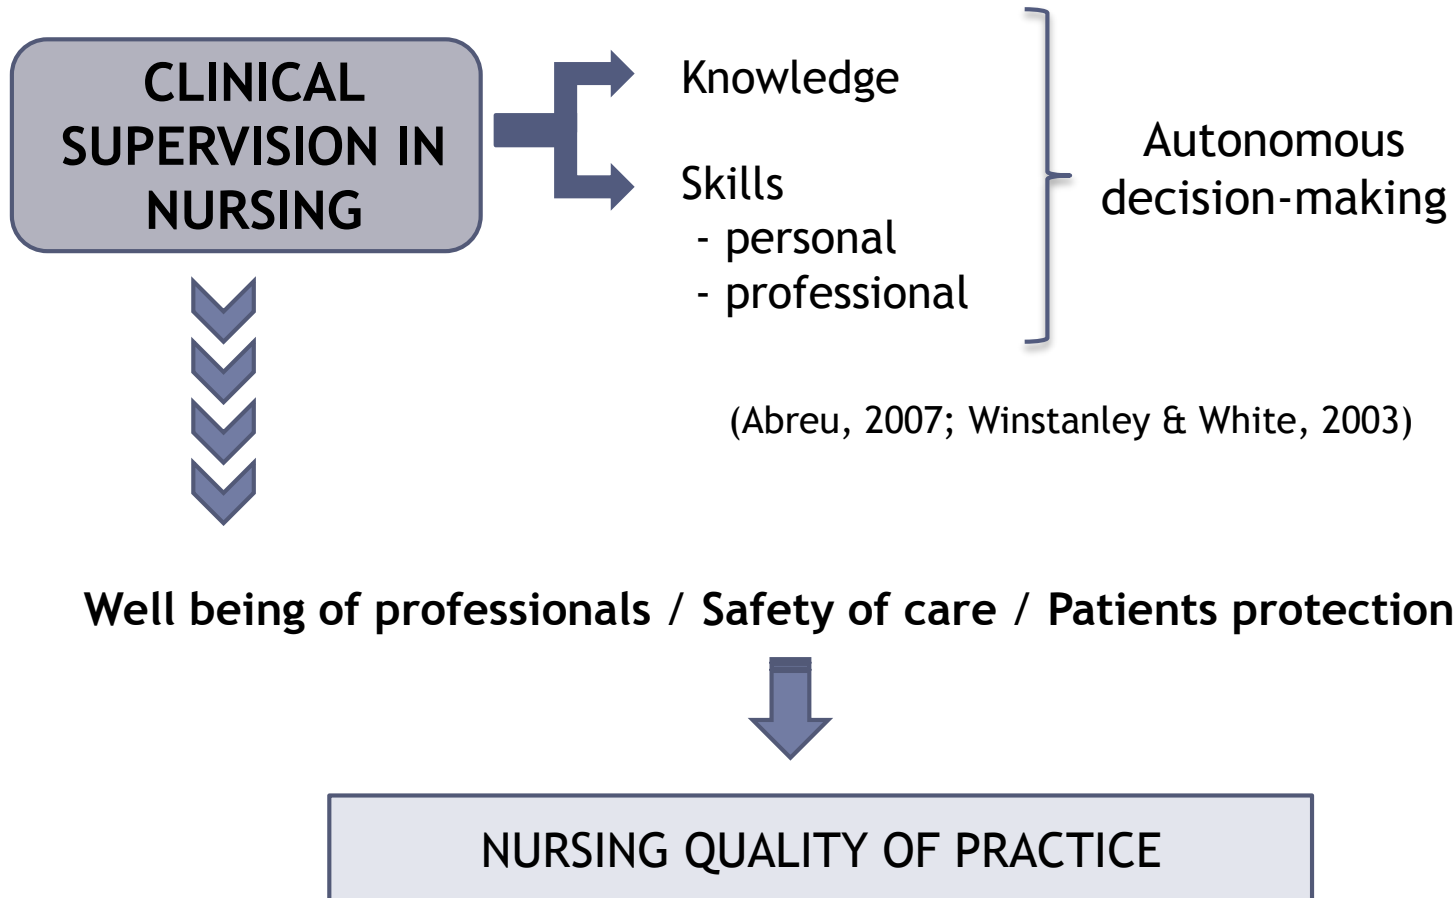 CLINICAL
SUPERVISION IN
NURSING
Knowledge
Skills
- personal
- professional
Autonomous
decision-making
(Abreu, 2007; Winstanley & White, 2003)
Well being of professionals / Safety of care / Patients protection
NURSING QUALITY OF PRACTICE